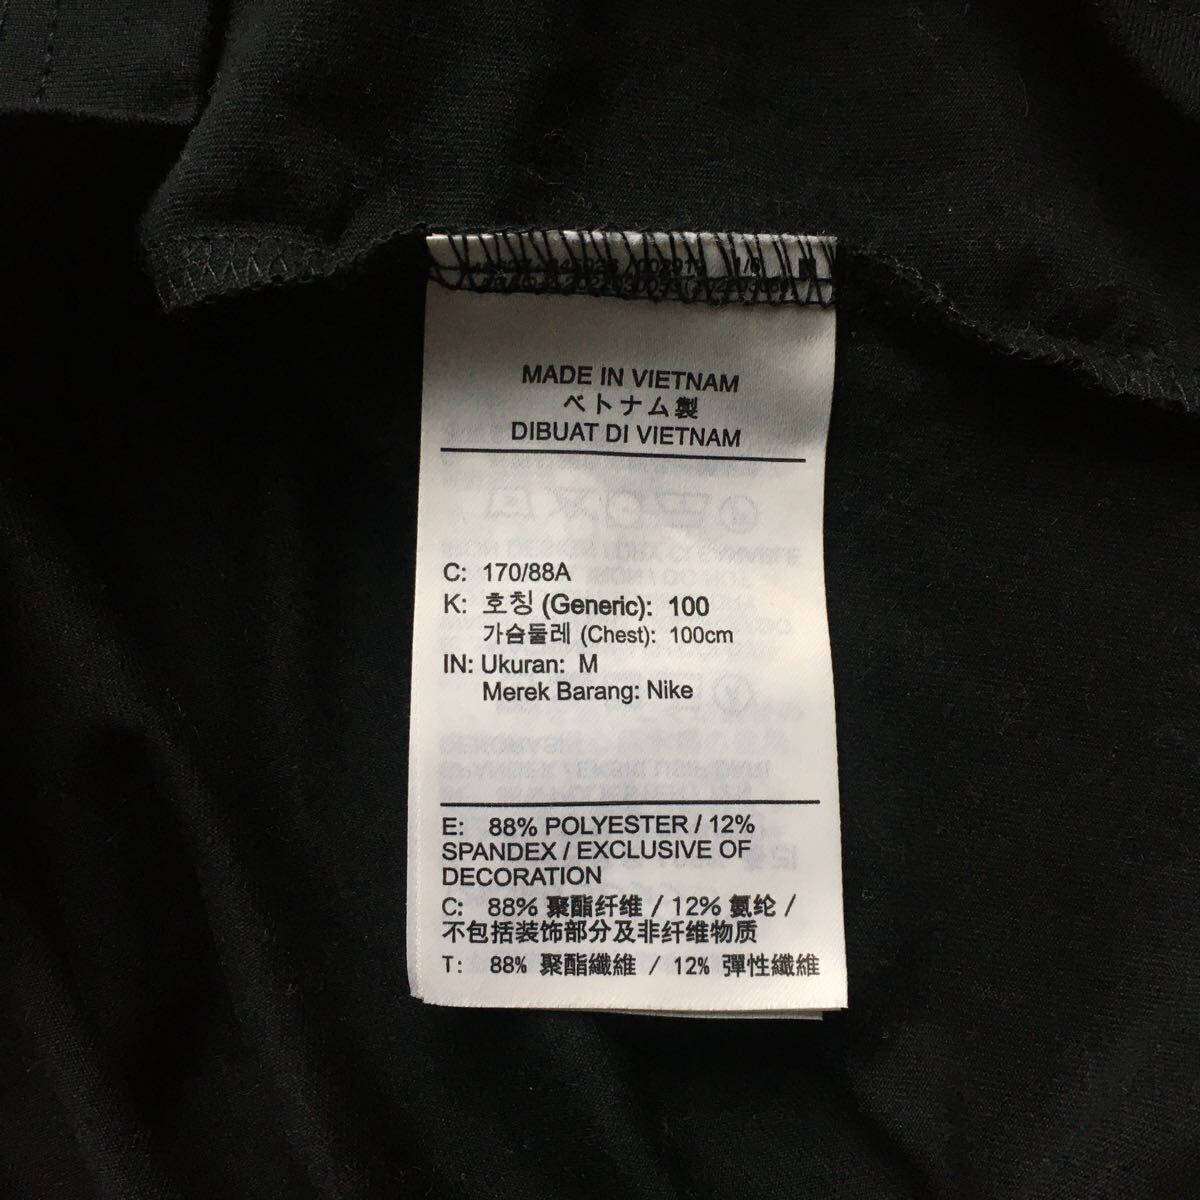 MADE IN VIETNAM
ベトナム製
DIBUAT DI VIETNAM
C: 170/88A
K: 호칭 (Generic): 100
가슴둘레 (Chest): 100cm
IN: Ukuran: M
Merek Barang: Nike
E: 88% POLYESTER / 12%
SPANDEX / EXCLUSIVE OF
DECORATION
C: 88% 聚酯纤维 / 12% 氨纶 /
不包括装饰部分及非纤维物质
T: 88% 聚酯纖維 / 12% 彈性纖維